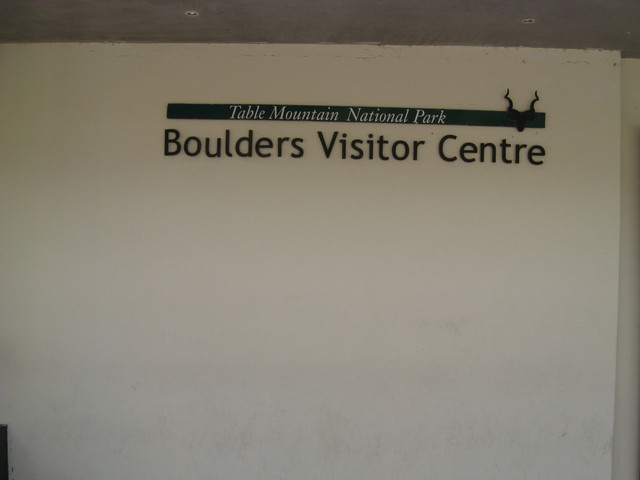 Table Mountain National Park
Boulders Visitor Centre